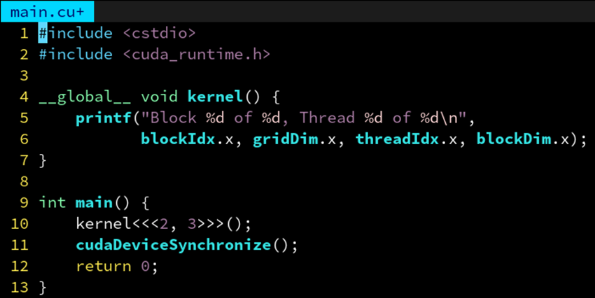 main.cu+
1 #include <cstdio>
2 #include <cuda_runtime.h>
3
4 __global__ void kernel() {
5     printf("Block %d of %d, Thread %d of %d\n",
6            blockIdx.x, gridDim.x, threadIdx.x, blockDim.x);
7 }
8
9 int main() {
10     kernel<<<2, 3>>>();
11     cudaDeviceSynchronize();
12     return 0;
13 }